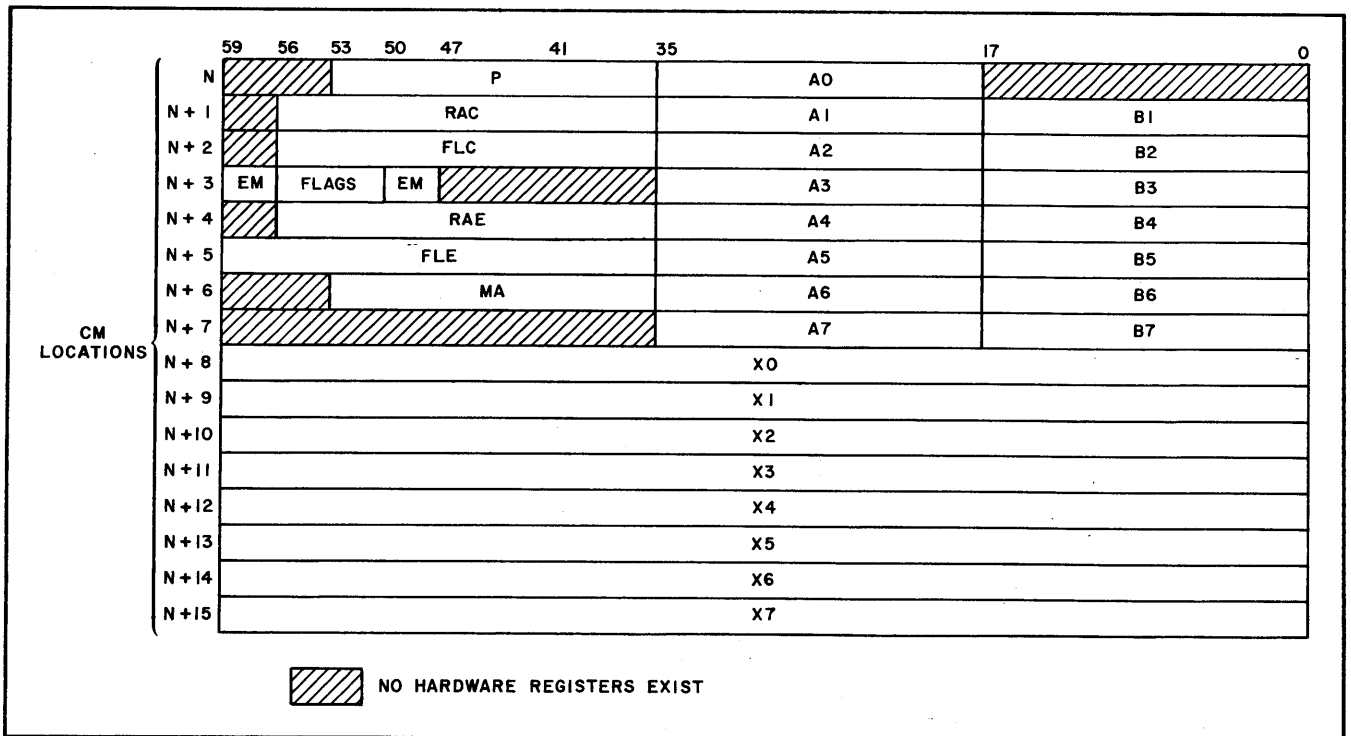 59 56 53 50 47 41 35 17 0
N P A0
N + 1 RAC A1 B1
N + 2 FLC A2 B2
N + 3 EM FLAGS EM A3 B3
N + 4 RAE A4 B4
N + 5 FLE A5 B5
N + 6 MA A6 B6
N + 7 A7 B7
CM
LOCATIONS
N + 8 X0
N + 9 X1
N +10 X2
N +11 X3
N +12 X4
N +13 X5
N +14 X6
N +15 X7
NO HARDWARE REGISTERS EXIST